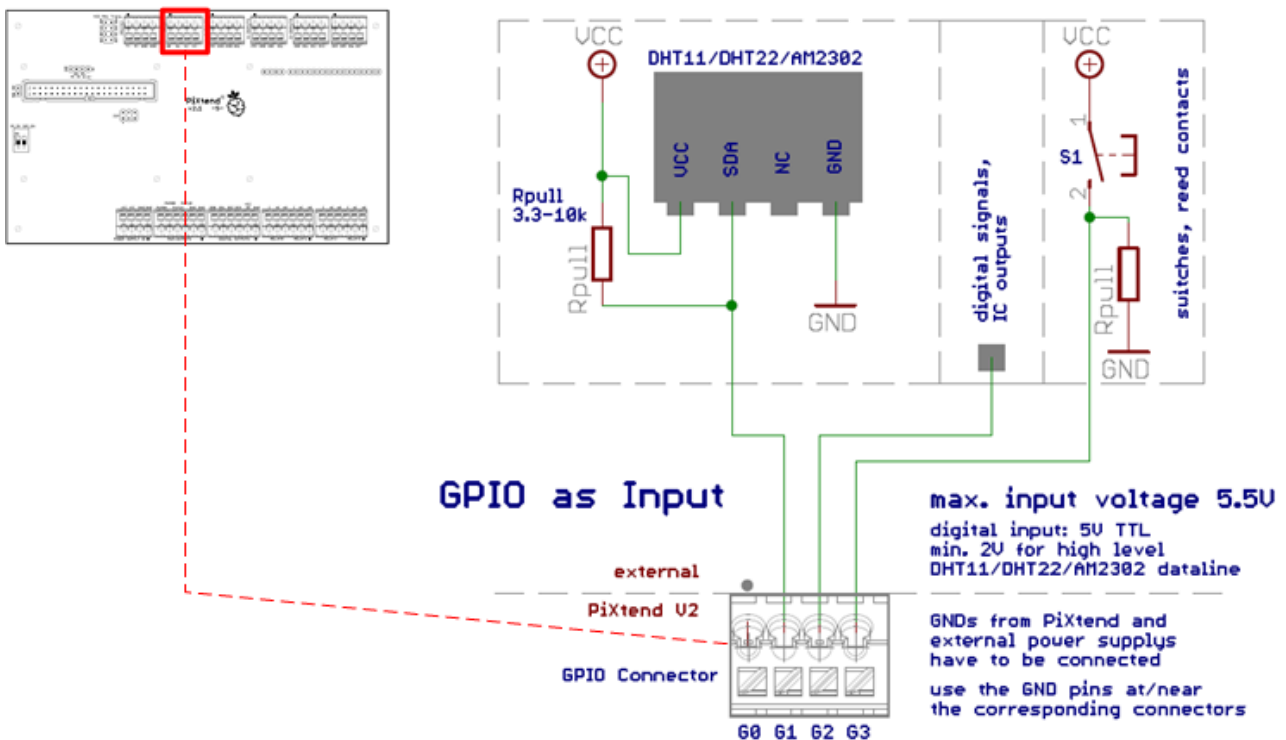 PiXtend
VCC
DHT11/DHT22/AM2302
VCC
SDA
NC
GND
Rpull
3.3-10k
Rpull
GND
digital signals,
IC outputs
VCC
1
S1
2
Rpull
GND
switches, reed contacts
GPIO as Input
max. input voltage 5.5V
digital input: 5V TTL
min. 2V for high level
DHT11/DHT22/AM2302 dataline
external
PiXtend V2
GPIO Connector
GNDs from PiXtend and
external power supplys
have to be connected
use the GND pins at/near
the corresponding connectors
G0 G1 G2 G3